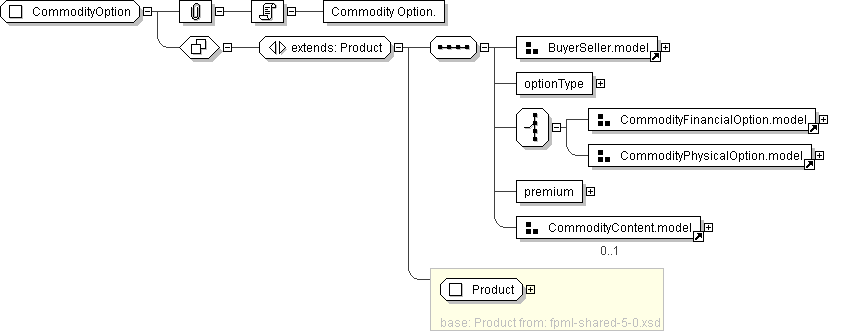 CommodityOption
Commodity Option.
extends: Product
BuyerSeller.model
optionType
CommodityFinancialOption.model
CommodityPhysicalOption.model
premium
CommodityContent.model
0..1
Product
base: Product from: fpml-shared-5-0.xsd